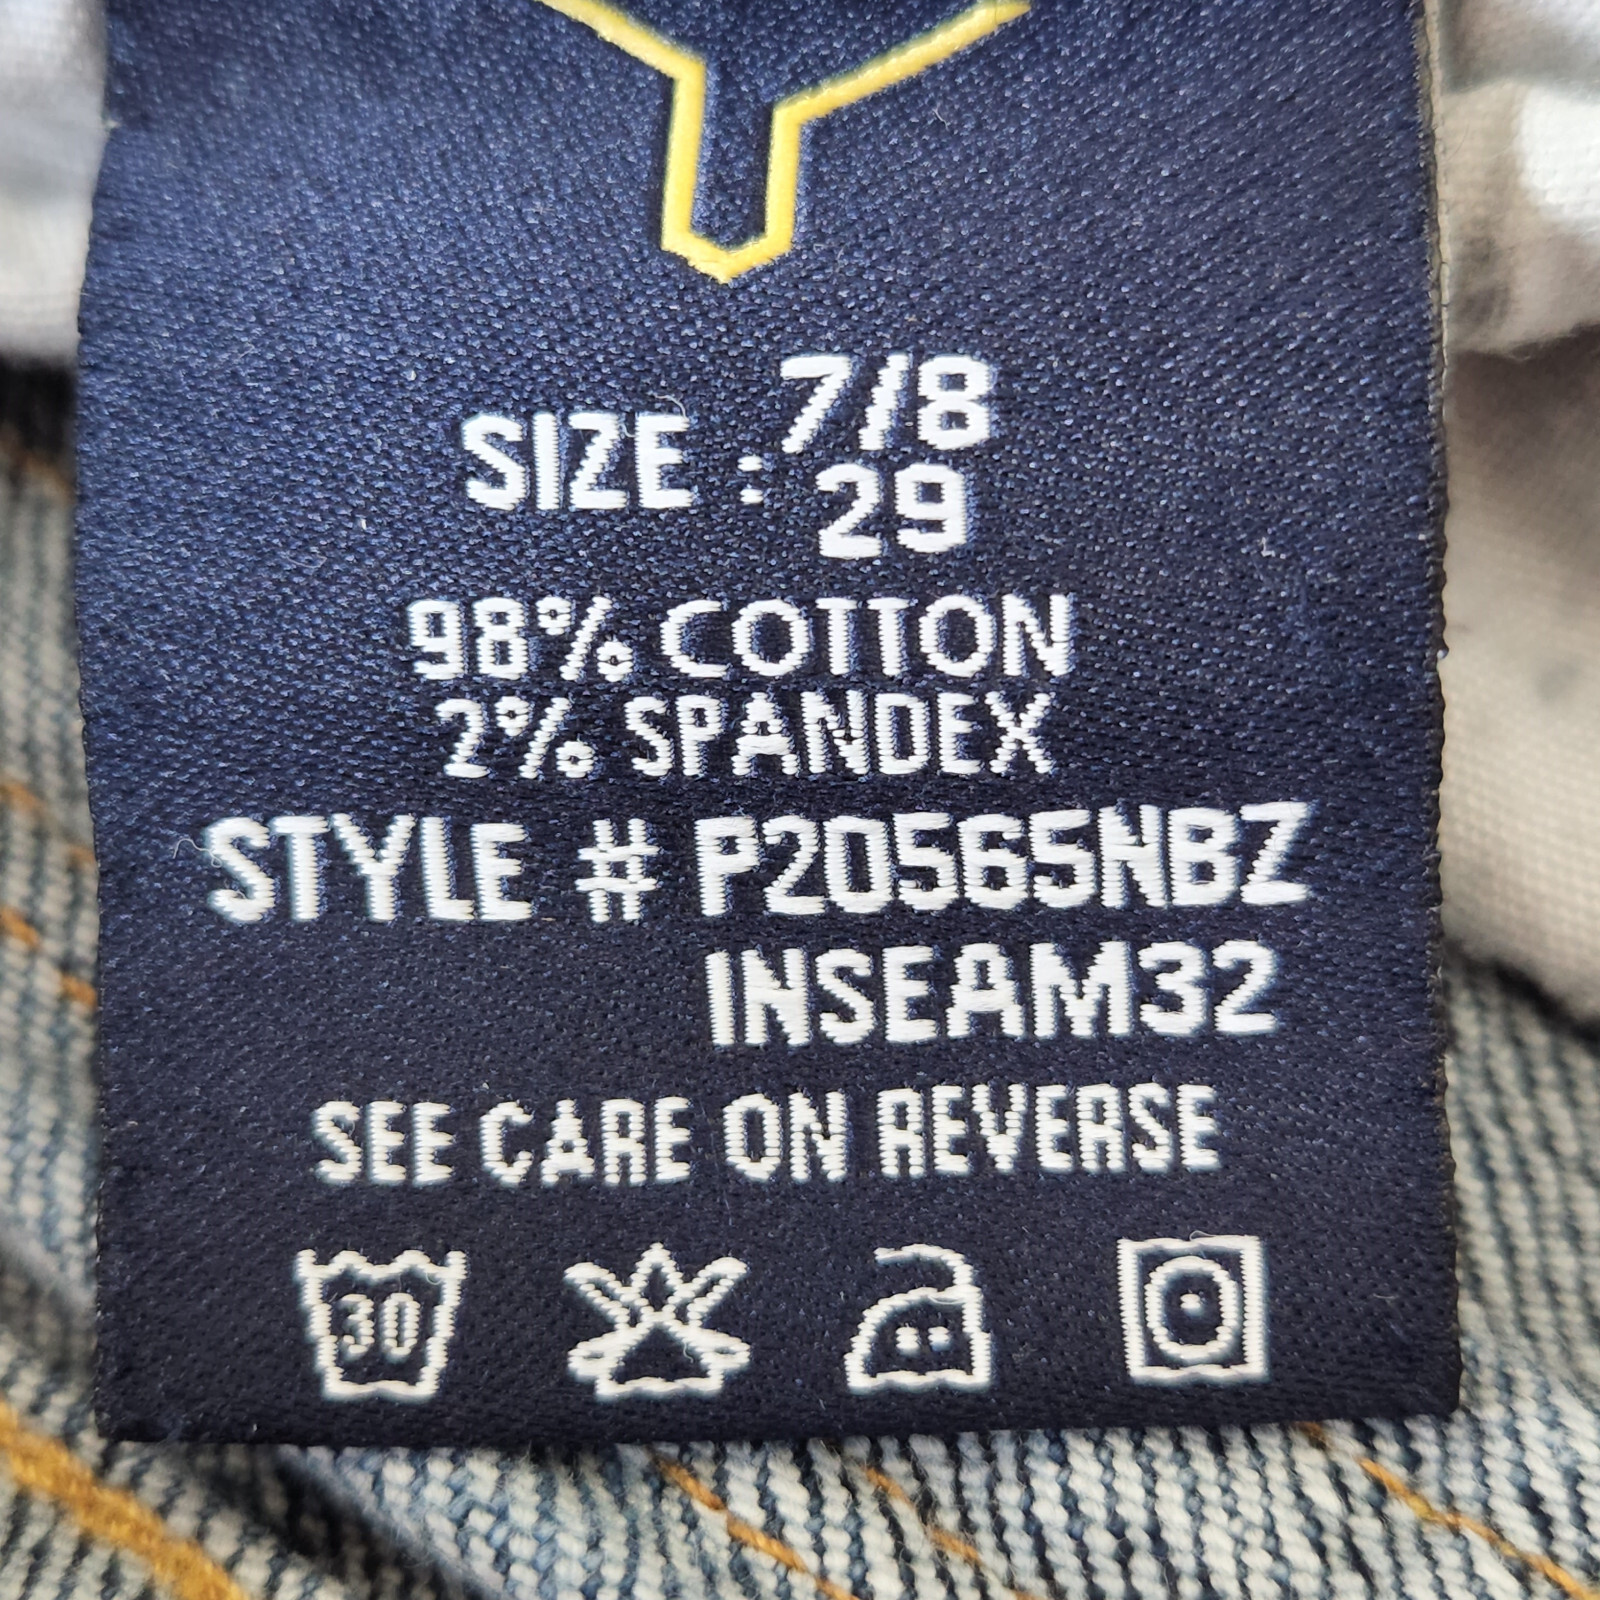 SIZE : 7/8
29
98% COTTON
2% SPANDEX
STYLE # P20565NBZ
INSEAM32
SEE CARE ON REVERSE
30